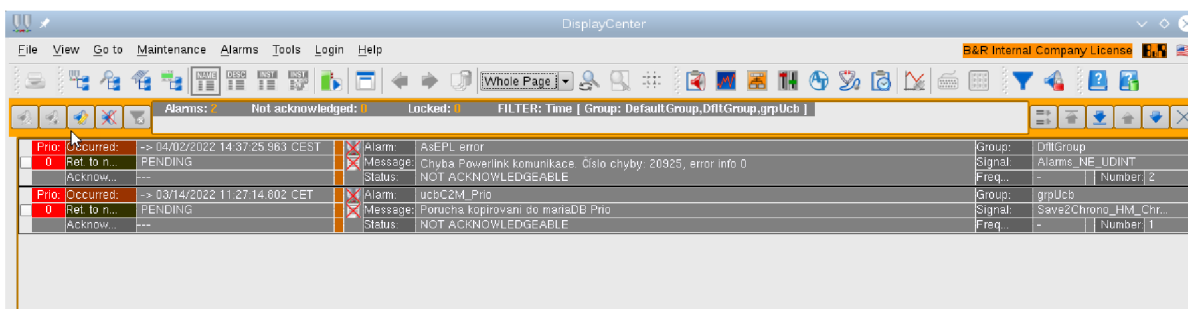 DisplayCenter
File View Go to Maintenance Alarms Tools Login Help B&R Internal Company License
NAME DESC INST INST Whole Page
Alarms: 2 Not acknowledged: 0 Locked: 0 FILTER: Time [ Group: DefaultGroup,DfltGroup,grpUcb ]
Prio: Occurred: -> 04/02/2022 14:37:25.963 CEST Alarm: AsEPL error Group: DfltGroup
0 Ret. to n... PENDING Message: Chyba Powerlink komunikace. Číslo chyby: 20925, error info 0 Signal: Alarms_NE_UDINT
Acknow... --- Status: NOT ACKNOWLEDGEABLE Freq... - Number: 2
Prio: Occurred: -> 03/14/2022 11:27:14.602 CET Alarm: ucbC2M_Prio Group: grpUcb
0 Ret. to n... PENDING Message: Porucha kopirovani do mariaDB Prio Signal: Save2Chrono_HM_Chr...
Acknow... --- Status: NOT ACKNOWLEDGEABLE Freq... - Number: 1